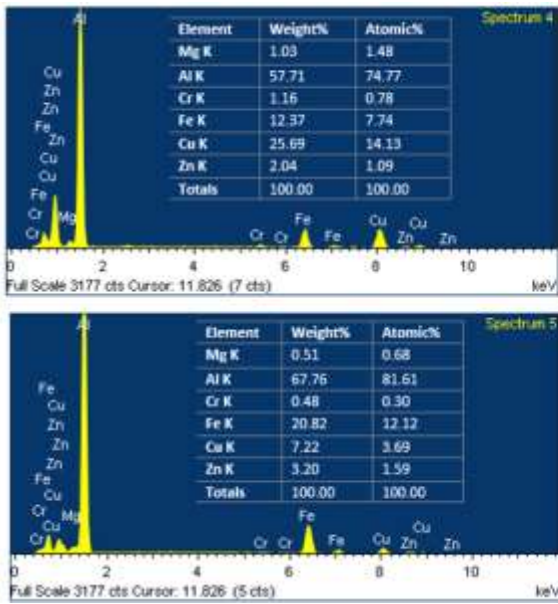 Spectrum 4
Al
Element Weight% Atomic%
Mg K 1.03 1.48
Al K 57.71 74.77
Cr K 1.16 0.78
Fe K 12.37 7.74
Cu K 25.69 14.13
Zn K 2.04 1.09
Totals 100.00 100.00
Cu
Zn
Zn
Fe
Zn
Cu
Cu
Fe
Cr Mg
Cr
Cr Cr Fe Fe Cu Zn Cu Zn
0 2 4 6 8 10
Full Scale 3177 cts Cursor: 11.826 (7 cts) keV
Spectrum 5
Al
Element Weight% Atomic%
Mg K 0.51 0.68
Al K 67.76 81.61
Cr K 0.48 0.30
Fe K 20.82 12.12
Cu K 7.22 3.69
Zn K 3.20 1.59
Totals 100.00 100.00
Fe
Cu
Zn
Zn
Zn
Fe
Cu
Cr Mg
Cu
Cr
Cr Cr Fe Fe Cu Zn Cu Zn
0 2 4 6 8 10
Full Scale 3177 cts Cursor: 11.826 (5 cts) keV